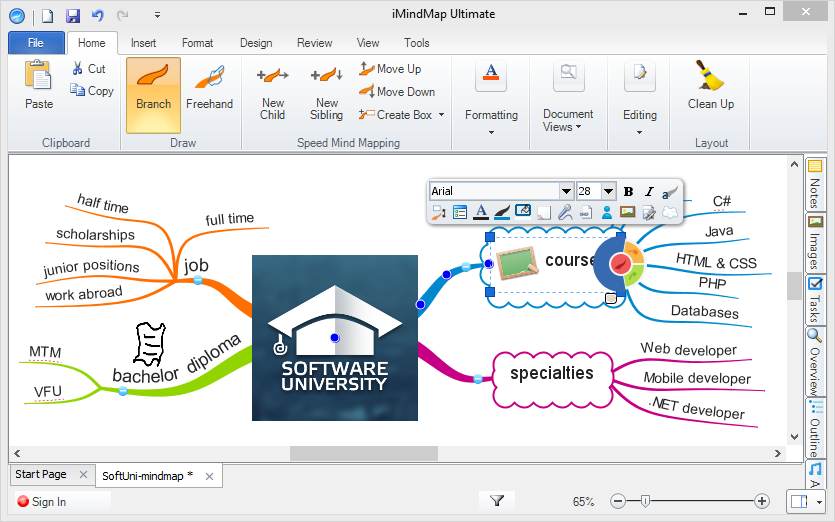 iMindMap Ultimate
File Home Insert Format Design Review View Tools
Paste
Cut
Copy
Clipboard
Branch
Freehand
Draw
New Child
New Sibling
Move Up
Move Down
Create Box
Speed Mind Mapping
Formatting
Document Views
Editing
Clean Up
Layout
Arial 28 B I a
half time
scholarships
junior positions
work abroad
full time
job
MTM
VFU
bachelor diploma
SOFTWARE
UNIVERSITY
course
C#
Java
HTML & CSS
PHP
Databases
specialties
Web developer
Mobile developer
.NET developer
Notes
Images
Tasks
Overview
Outline
A
Start Page
SoftUni-mindmap *
Sign In
65%